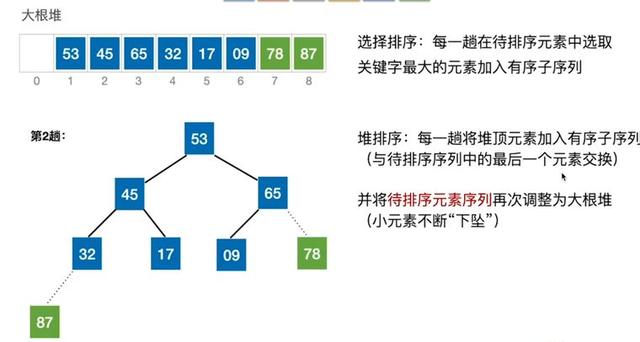 大根堆
53 45 65 32 17 09 78 87
0 1 2 3 4 5 6 7 8
选择排序：每一趟在待排序元素中选取
关键字最大的元素加入有序子序列
第2趟：
53
45 65
32 17 09 78
87
堆排序：每一趟将堆顶元素加入有序子序列
（与待排序序列中的最后一个元素交换）
并将待排序元素序列再次调整为大根堆
（小元素不断“下坠”）